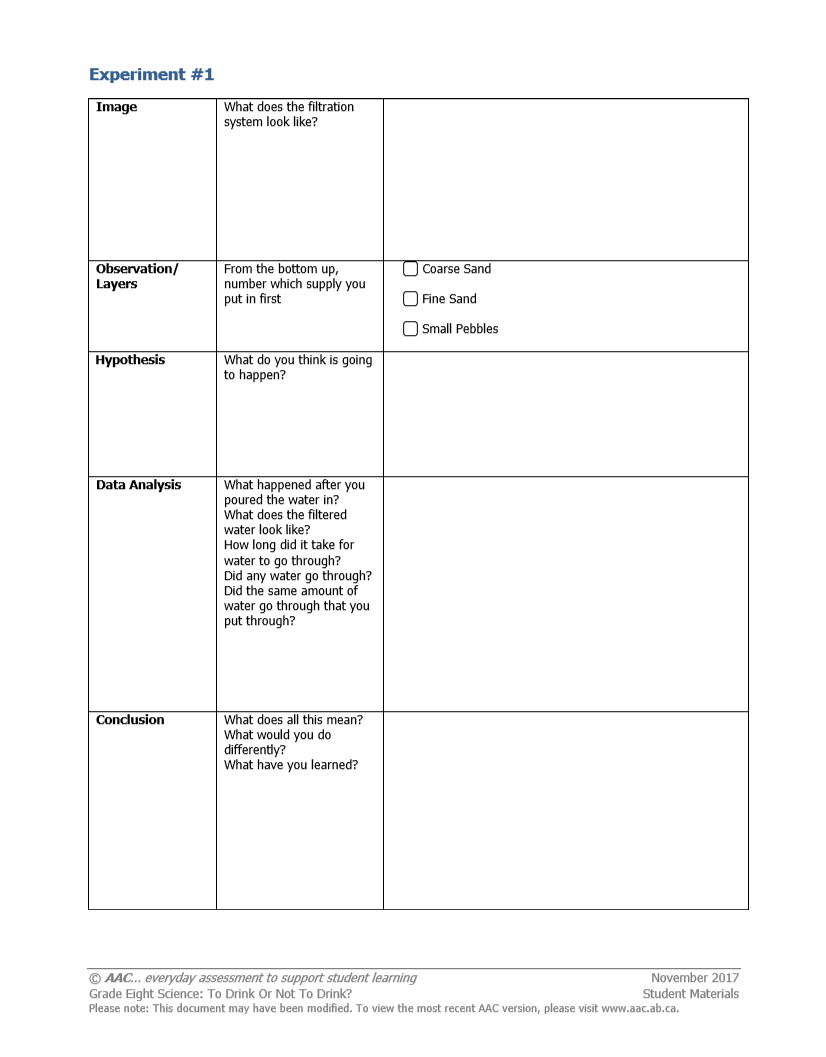 Experiment #1
Image
What does the filtration
system look like?
Observation/
Layers
From the bottom up,
number which supply you
put in first
Coarse Sand
Fine Sand
Small Pebbles
Hypothesis
What do you think is going
to happen?
Data Analysis
What happened after you
poured the water in?
What does the filtered
water look like?
How long did it take for
water to go through?
Did any water go through?
Did the same amount of
water go through that you
put through?
Conclusion
What does all this mean?
What would you do
differently?
What have you learned?
© AAC... everyday assessment to support student learning
November 2017
Grade Eight Science: To Drink Or Not To Drink?
Student Materials
Please note: This document may have been modified. To view the most recent AAC version, please visit www.aac.ab.ca.